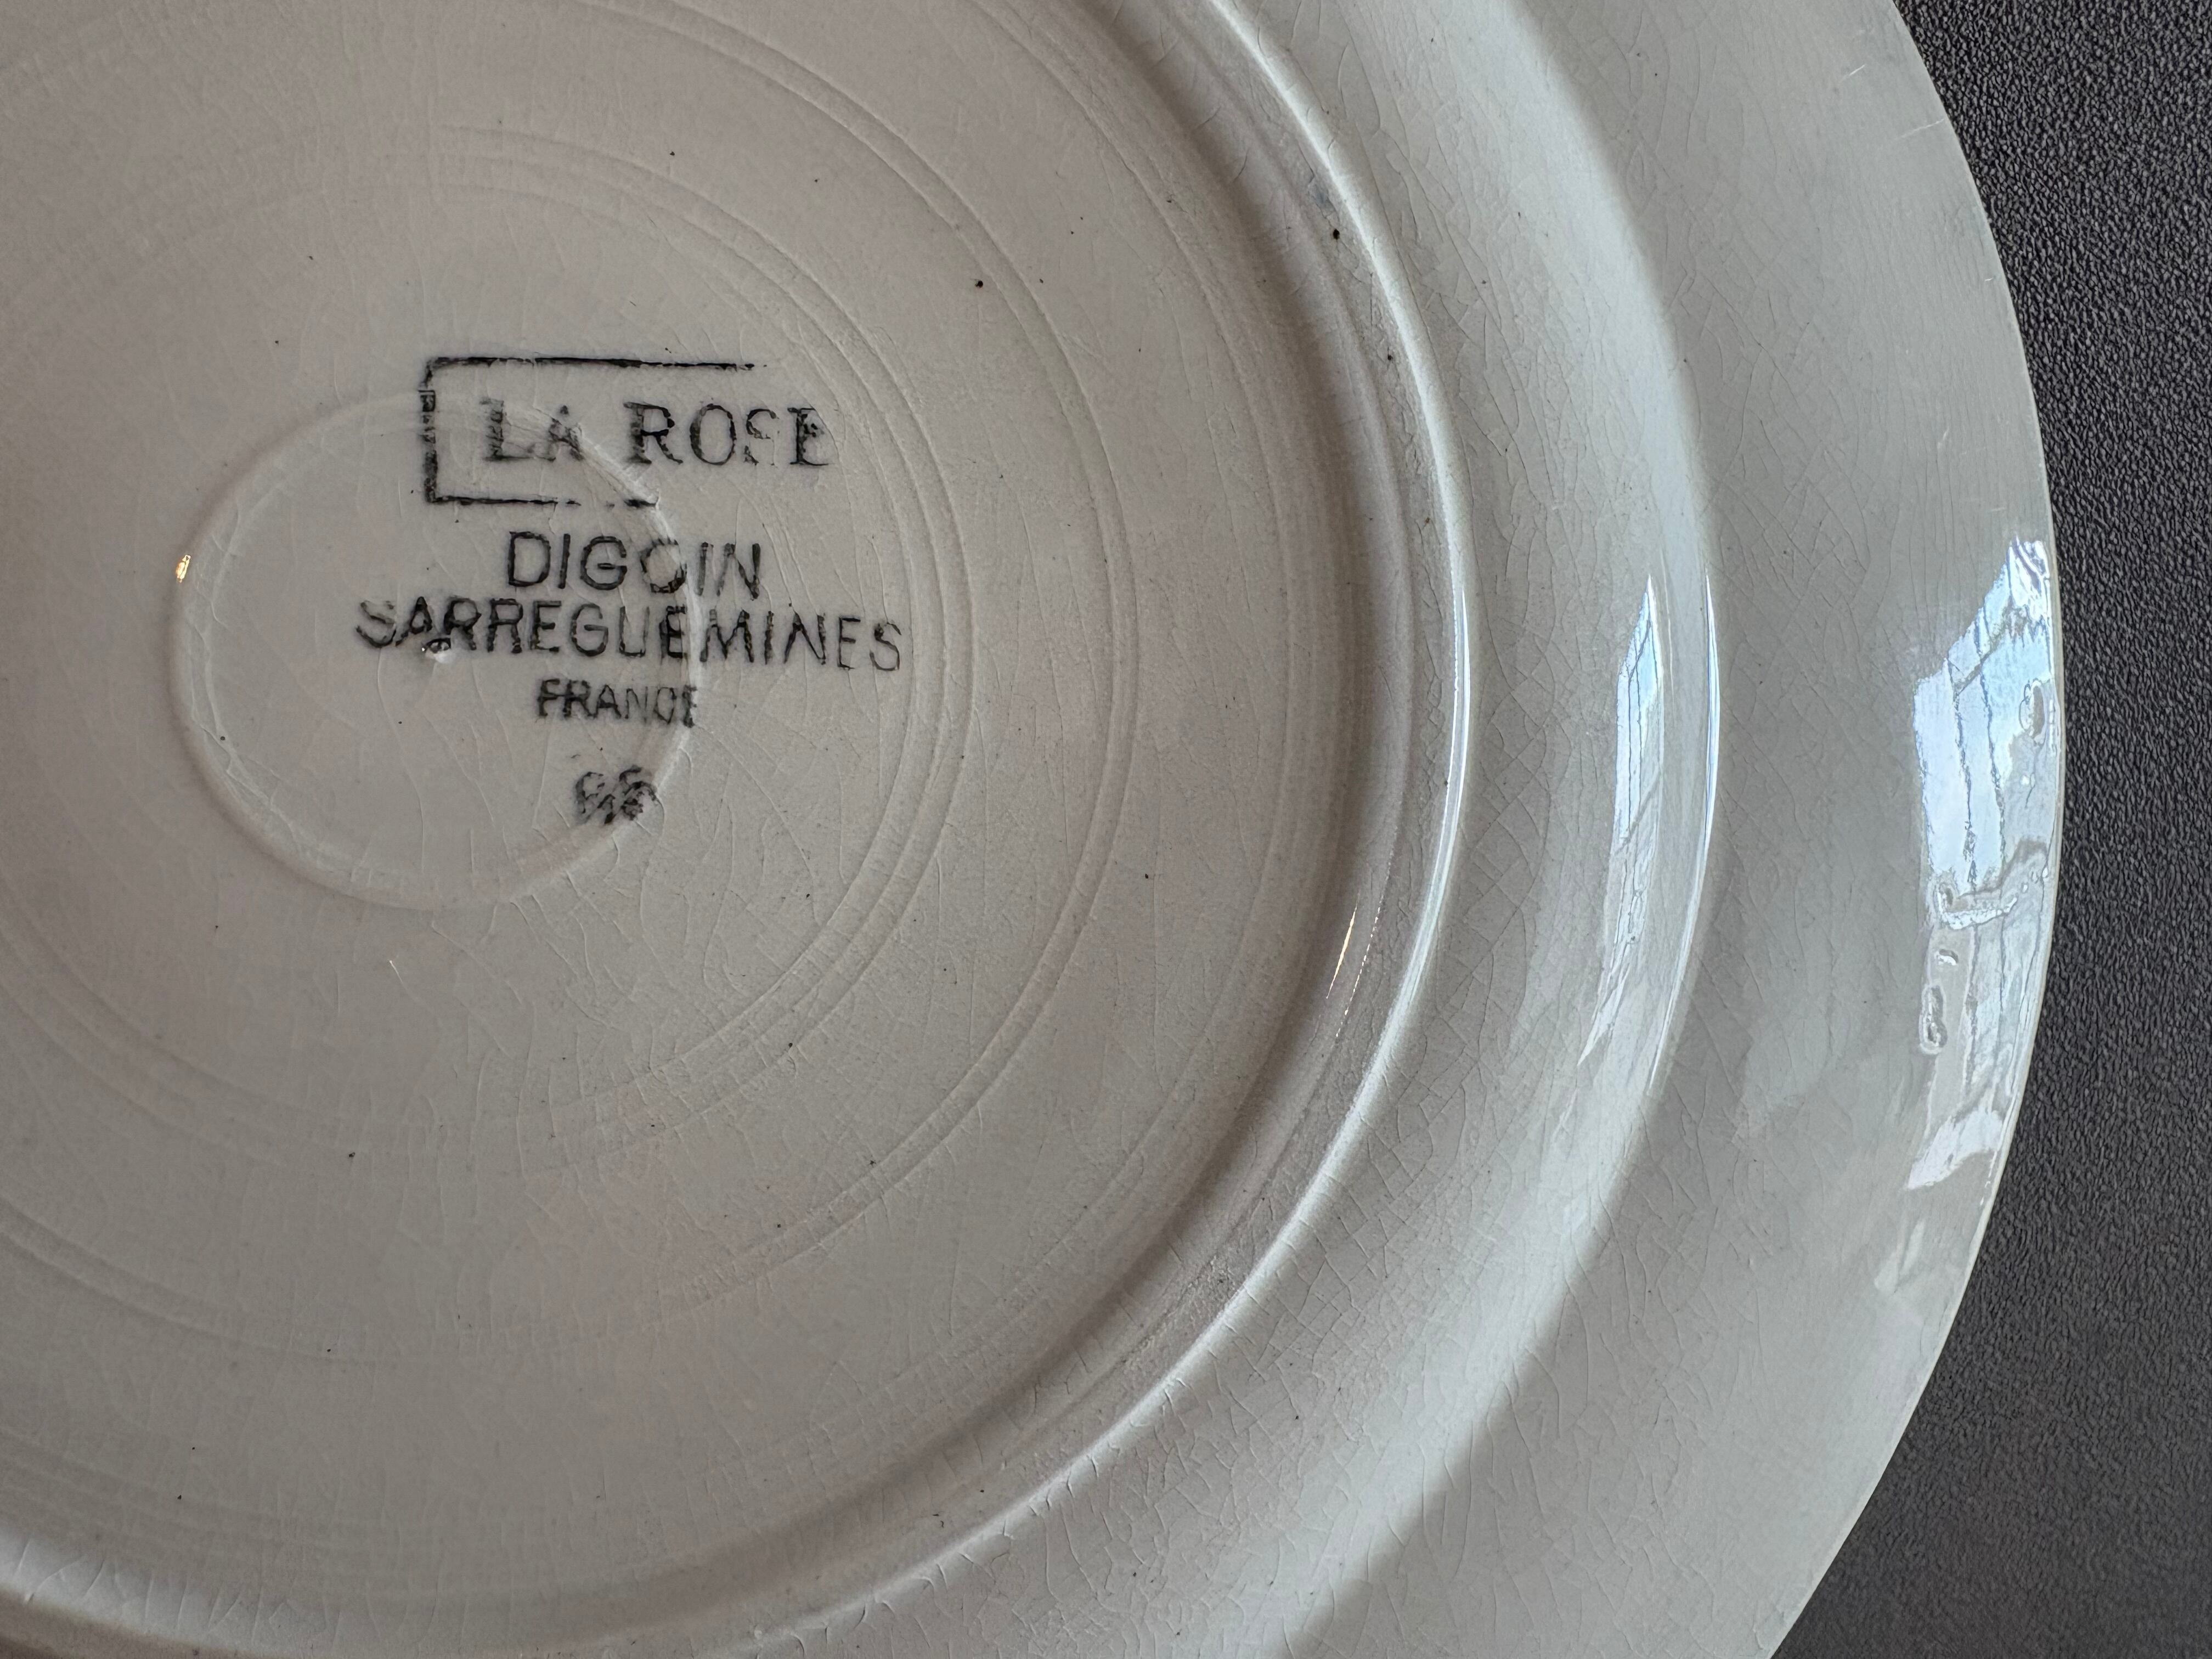 LA ROSE
DIGOIN
SARREGUEMINES
FRANCE